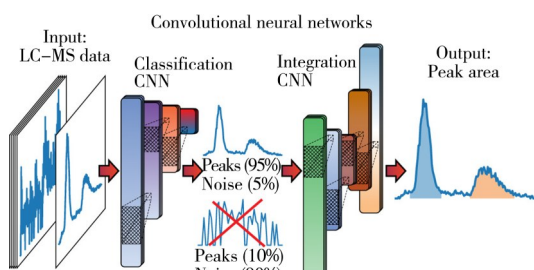 Convolutional neural networks
Input:
LC–MS data
Classification
CNN
Integration
CNN
Output:
Peak area
Peaks (95%)
Noise (5%)
Peaks (10%)